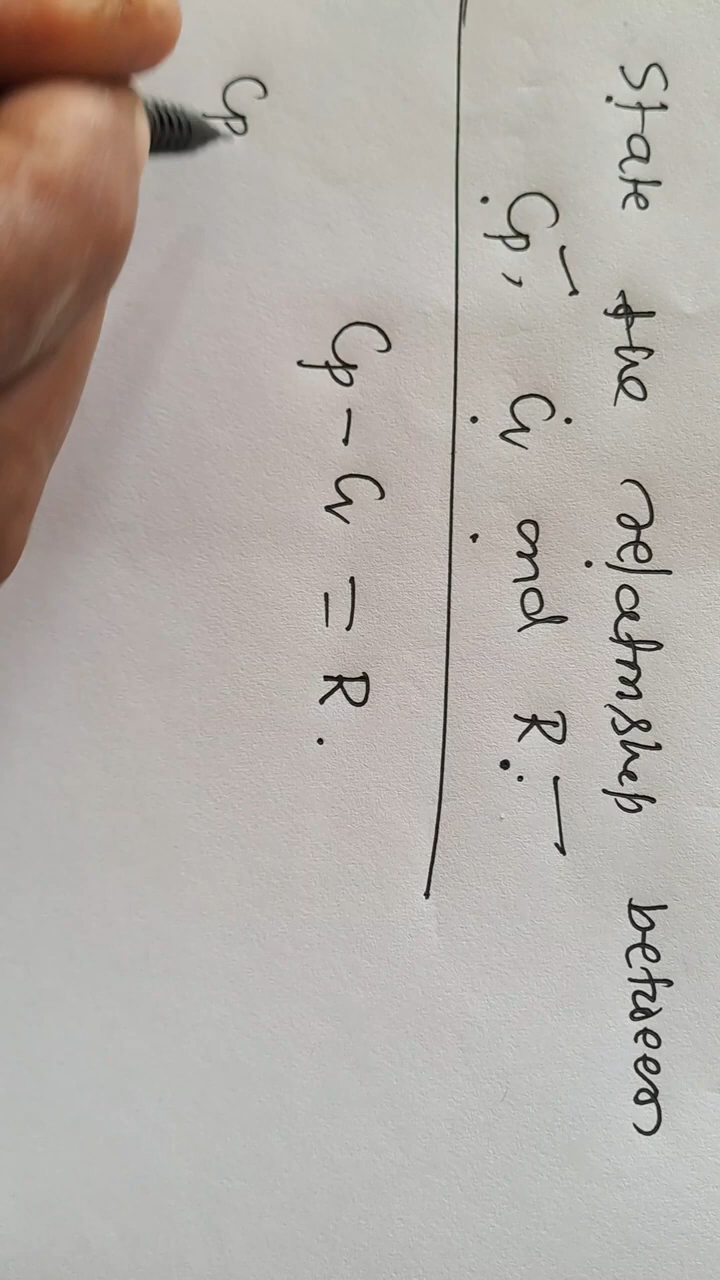 State the relationship between
Cp, Cv and R.
Cp - Cv = R.
Cp